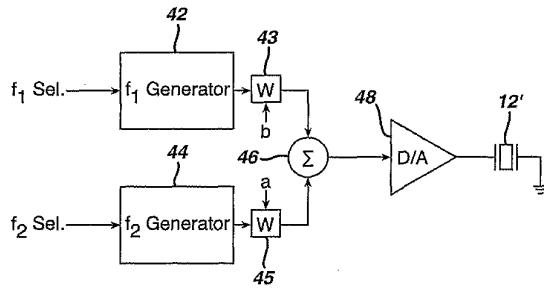 42
43
f1 Sel.
f1 Generator
W
b
48
12'
46
Σ
D/A
44
a
f2 Sel.
f2 Generator
W
45